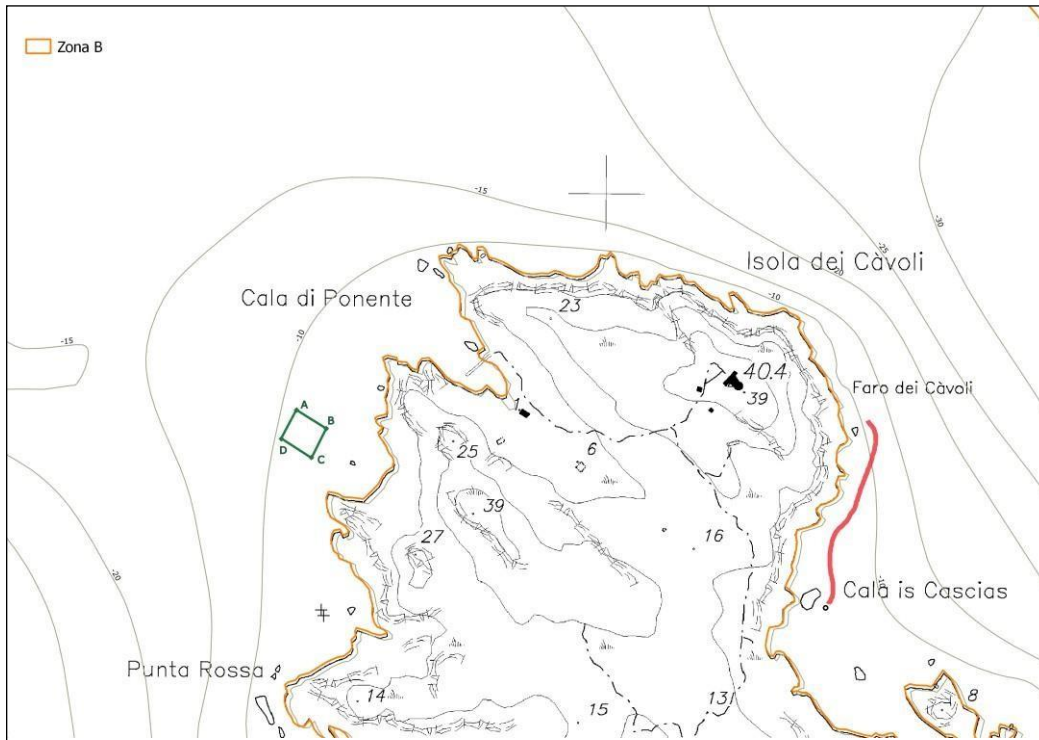 Zona B
-15
-30
-25
Isola dei Càvoli
Cala di Ponente
-10
23
-10
-15
40.4
39
Faro dei Càvoli
A
B
D
C
25
6
39
16
27
-20
-10
Cala is Cascias
Punta Rossa
14
13
8
15